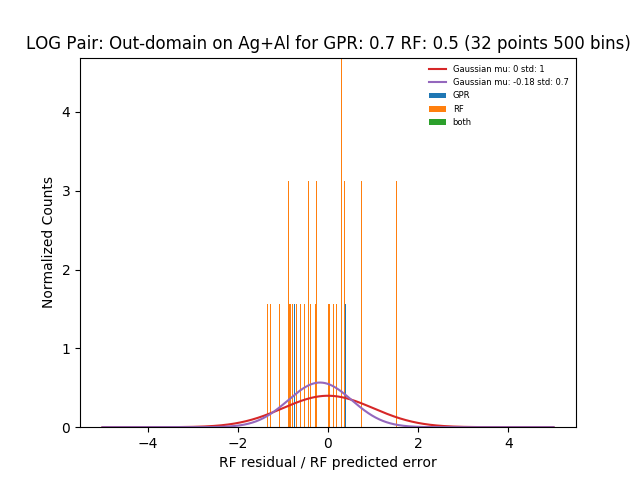 LOG Pair: Out-domain on Ag+Al for GPR: 0.7 RF: 0.5 (32 points 500 bins)
Gaussian mu: 0 std: 1
Gaussian mu: -0.18 std: 0.7
GPR
RF
both
Normalized Counts
4
3
2
1
0
−4 −2 0 2 4
RF residual / RF predicted error